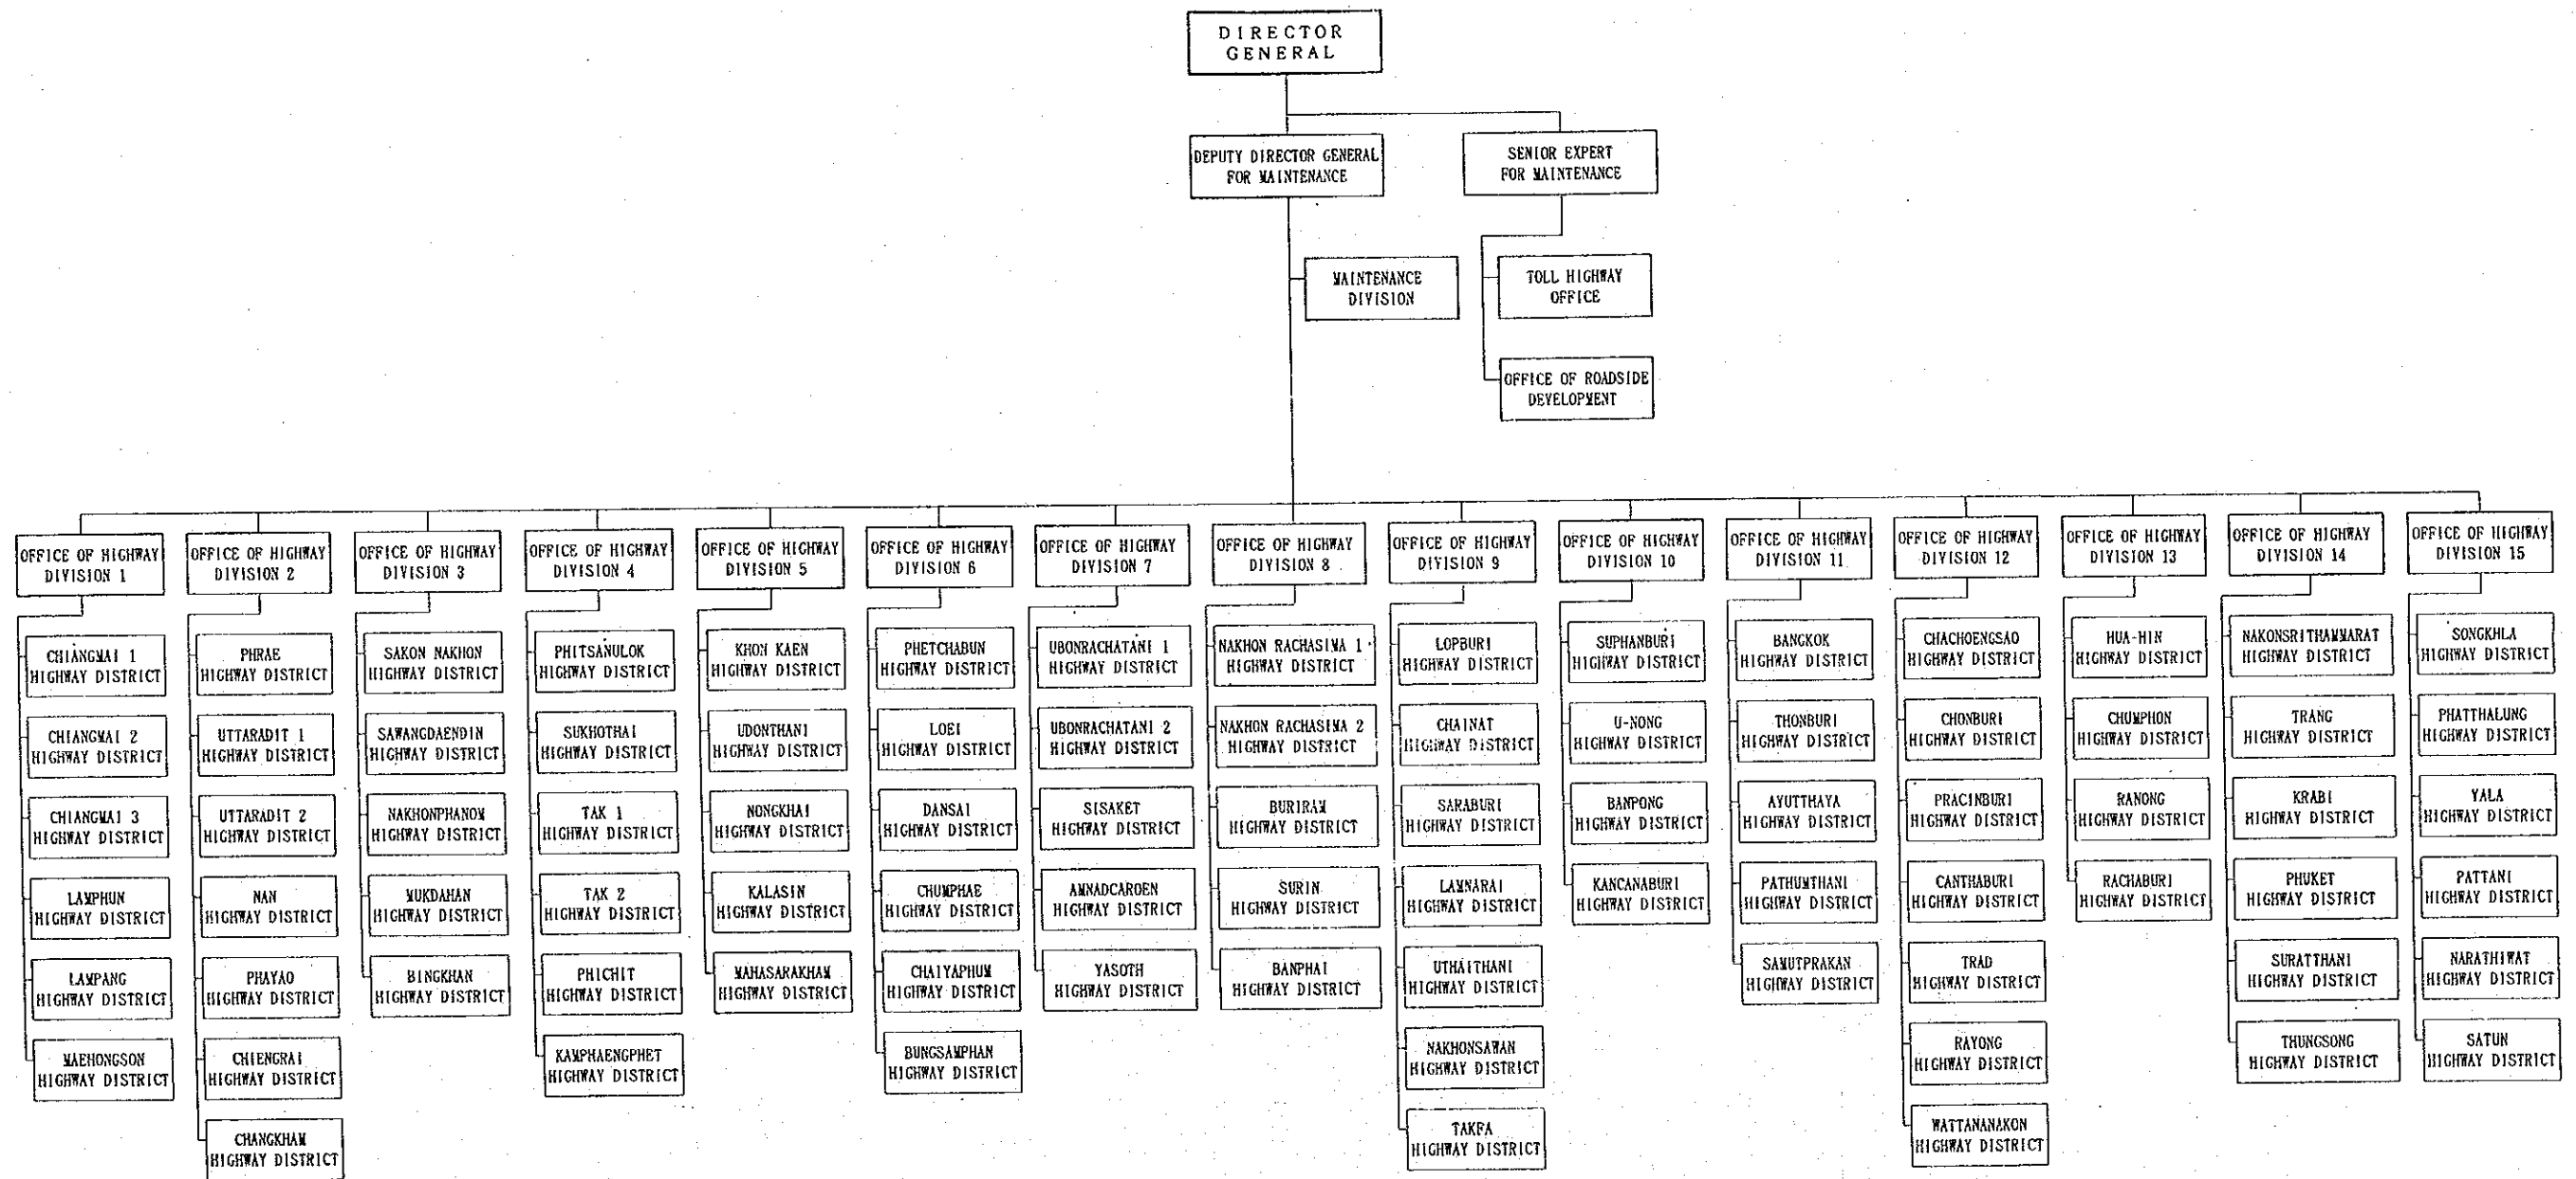 DIRECTOR
GENERAL
DEPUTY DIRECTOR GENERAL
FOR MAINTENANCE
SENIOR EXPERT
FOR MAINTENANCE
MAINTENANCE
DIVISION
TOLL HIGHWAY
OFFICE
OFFICE OF ROADSIDE
DEVELOPMENT
OFFICE OF HIGHWAY
DIVISION 1
CHIANGMAI 1
HIGHWAY DISTRICT
CHIANGMAI 2
HIGHWAY DISTRICT
CHIANGMAI 3
HIGHWAY DISTRICT
LAMPHUN
HIGHWAY DISTRICT
LAMPANG
HIGHWAY DISTRICT
MAEHONGSON
HIGHWAY DISTRICT
OFFICE OF HIGHWAY
DIVISION 2
PHRAE
HIGHWAY DISTRICT
UTTARADIT 1
HIGHWAY DISTRICT
UTTARADIT 2
HIGHWAY DISTRICT
NAN
HIGHWAY DISTRICT
PHAYAO
HIGHWAY DISTRICT
CHIENGRAI
HIGHWAY DISTRICT
CHANGKHAM
HIGHWAY DISTRICT
OFFICE OF HIGHWAY
DIVISION 3
SAKON NAKHON
HIGHWAY DISTRICT
SAWANGDAENDIN
HIGHWAY DISTRICT
NAKHONPHANOM
HIGHWAY DISTRICT
MUKDAHAN
HIGHWAY DISTRICT
BINGKHAN
HIGHWAY DISTRICT
OFFICE OF HIGHWAY
DIVISION 4
PHITSANULOK
HIGHWAY DISTRICT
SUKHOTHAI
HIGHWAY DISTRICT
TAK 1
HIGHWAY DISTRICT
TAK 2
HIGHWAY DISTRICT
PHICHIT
HIGHWAY DISTRICT
KAMPHAENGPHET
HIGHWAY DISTRICT
OFFICE OF HIGHWAY
DIVISION 5
KHON KAEN
HIGHWAY DISTRICT
UDONTHANI
HIGHWAY DISTRICT
NONGKHAI
HIGHWAY DISTRICT
KALASIN
HIGHWAY DISTRICT
MAHASARAKHAM
HIGHWAY DISTRICT
OFFICE OF HIGHWAY
DIVISION 6
PHETCHABUN
HIGHWAY DISTRICT
LOEI
HIGHWAY DISTRICT
DANSAI
HIGHWAY DISTRICT
CHUMPHAE
HIGHWAY DISTRICT
CHAIYAPHUM
HIGHWAY DISTRICT
BUNGSAMPHAN
HIGHWAY DISTRICT
OFFICE OF HIGHWAY
DIVISION 7
UBONRACHATANI 1
HIGHWAY DISTRICT
UBONRACHATANI 2
HIGHWAY DISTRICT
SISAKET
HIGHWAY DISTRICT
AMNADCAROEN
HIGHWAY DISTRICT
YASOTH
HIGHWAY DISTRICT
OFFICE OF HIGHWAY
DIVISION 8
NAKHON RACHASIMA 1
HIGHWAY DISTRICT
NAKHON RACHASIMA 2
HIGHWAY DISTRICT
BURIRAM
HIGHWAY DISTRICT
SURIN
HIGHWAY DISTRICT
BANPHAI
HIGHWAY DISTRICT
OFFICE OF HIGHWAY
DIVISION 9
LOPBURI
HIGHWAY DISTRICT
CHAINAT
HIGHWAY DISTRICT
SARABURI
HIGHWAY DISTRICT
LAMNARAI
HIGHWAY DISTRICT
UTHAITHANI
HIGHWAY DISTRICT
NAKHONSAWAN
HIGHWAY DISTRICT
TAKFA
HIGHWAY DISTRICT
OFFICE OF HIGHWAY
DIVISION 10
SUPHANBURI
HIGHWAY DISTRICT
U-NONG
HIGHWAY DISTRICT
BANPONG
HIGHWAY DISTRICT
KANCANABURI
HIGHWAY DISTRICT
OFFICE OF HIGHWAY
DIVISION 11
BANGKOK
HIGHWAY DISTRICT
THONBURI
HIGHWAY DISTRICT
AYUTTHAYA
HIGHWAY DISTRICT
PATHUMTHANI
HIGHWAY DISTRICT
SAMUTPRAKAN
HIGHWAY DISTRICT
OFFICE OF HIGHWAY
DIVISION 12
CHACHOENGSAO
HIGHWAY DISTRICT
CHONBURI
HIGHWAY DISTRICT
PRACINBURI
HIGHWAY DISTRICT
CANTHABURI
HIGHWAY DISTRICT
TRAD
HIGHWAY DISTRICT
RAYONG
HIGHWAY DISTRICT
WATTANANAKON
HIGHWAY DISTRICT
OFFICE OF HIGHWAY
DIVISION 13
HUA-HIN
HIGHWAY DISTRICT
CHUMPHON
HIGHWAY DISTRICT
RANONG
HIGHWAY DISTRICT
RACHABURI
HIGHWAY DISTRICT
OFFICE OF HIGHWAY
DIVISION 14
NAKONSRITHAMMARAT
HIGHWAY DISTRICT
TRANG
HIGHWAY DISTRICT
KRABI
HIGHWAY DISTRICT
PHUKET
HIGHWAY DISTRICT
SURATTHANI
HIGHWAY DISTRICT
THUNGSONG
HIGHWAY DISTRICT
OFFICE OF HIGHWAY
DIVISION 15
SONGKHLA
HIGHWAY DISTRICT
PHATTHALUNG
HIGHWAY DISTRICT
YALA
HIGHWAY DISTRICT
PATTANI
HIGHWAY DISTRICT
NARATHIWAT
HIGHWAY DISTRICT
SATUN
HIGHWAY DISTRICT